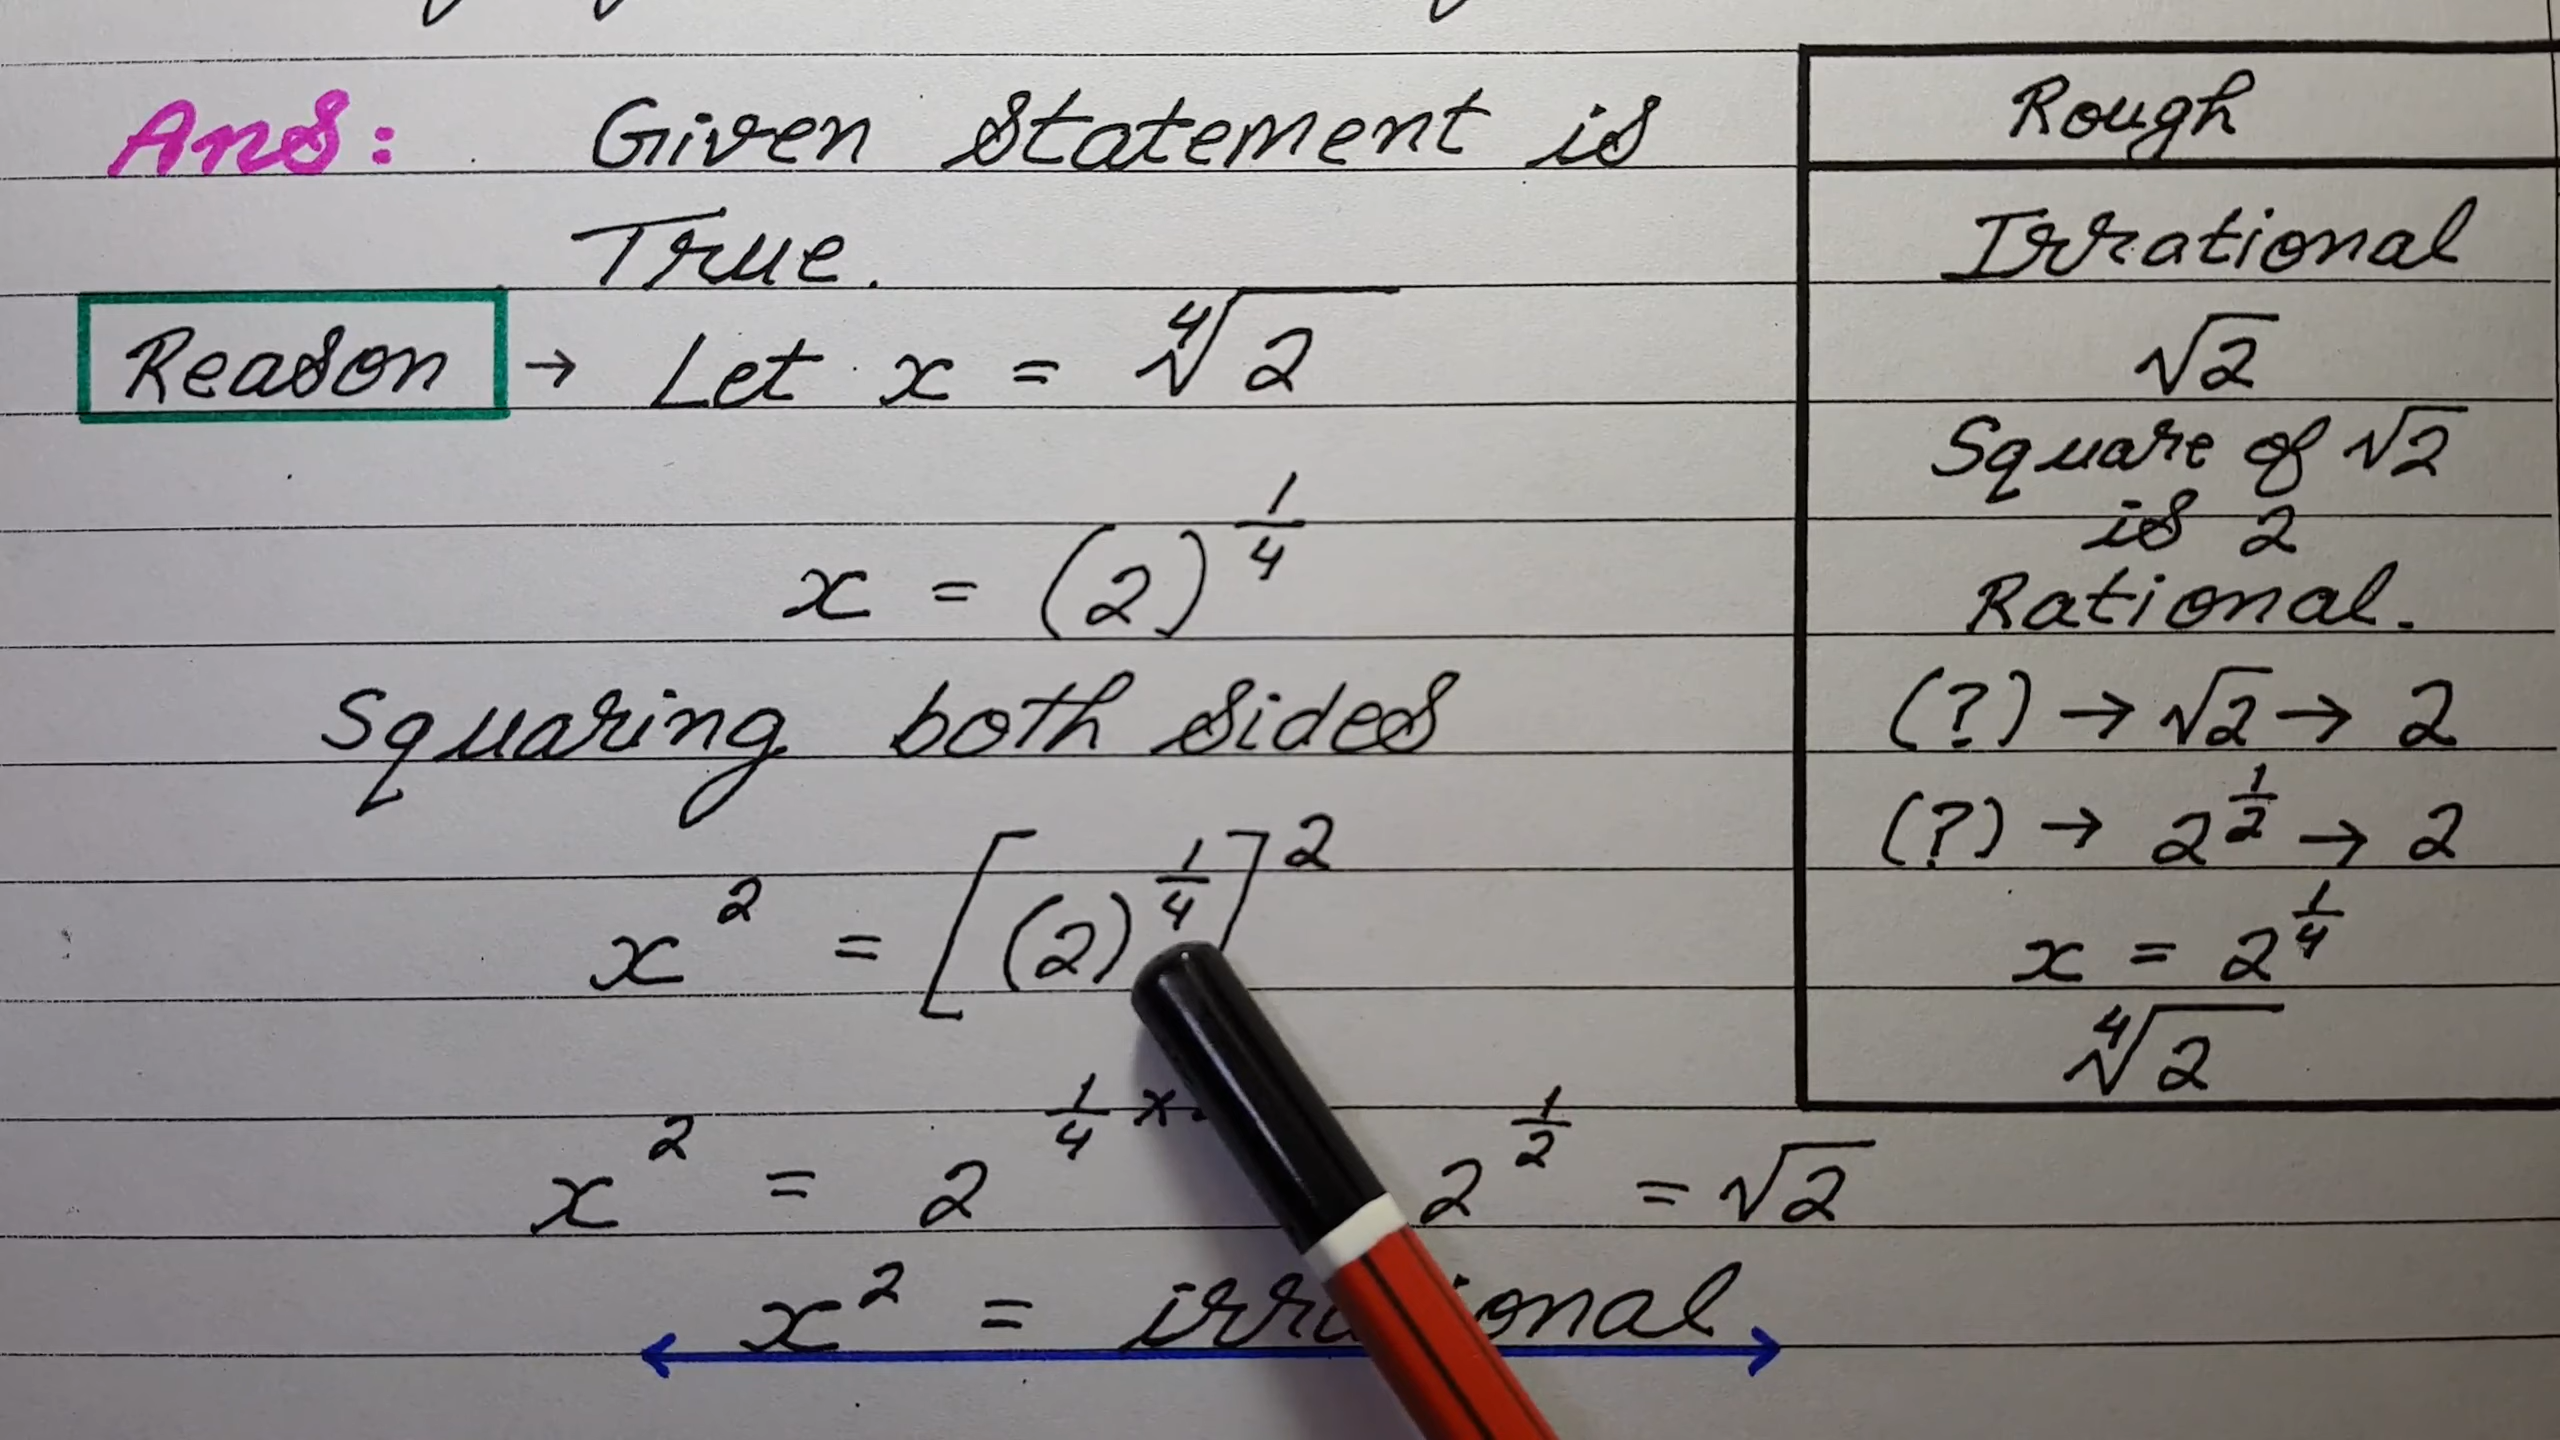 Ans: Given statement is
True.
Reason → Let x = ∜2
x = (2)^1/4
Squaring both sides
x² = [(2)^1/4]²
x² = 2^1/4 × 2^1/2 = √2
x² = irrational
Rough
Irrational
√2
Square of √2
is 2
Rational.
(?) → √2 → 2
(?) → 2^1/2 → 2
x = 2^1/4
∜2